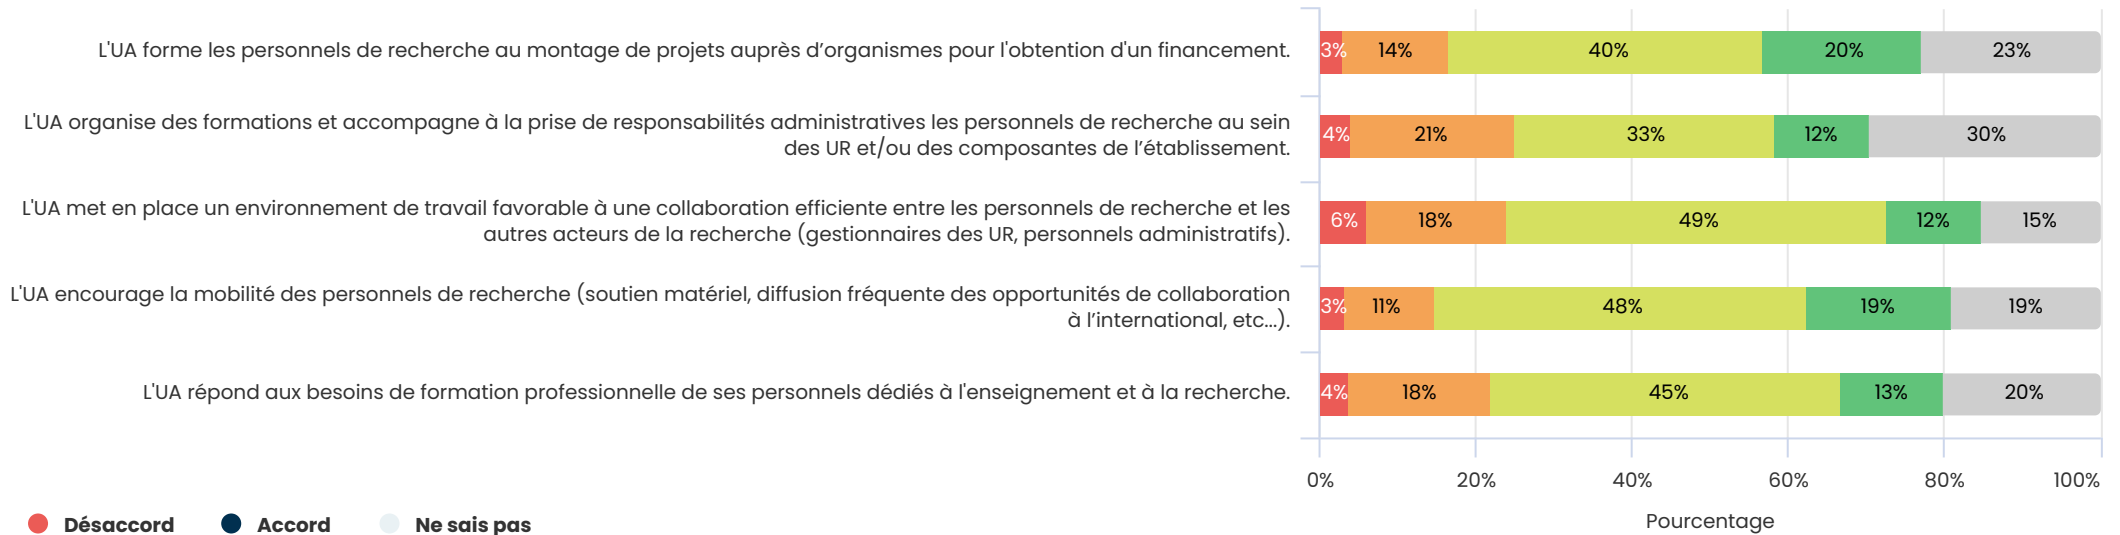 L'UA forme les personnels de recherche au montage de projets auprès d’organismes pour l'obtention d'un financement.
3% 14% 40% 20% 23%
L'UA organise des formations et accompagne à la prise de responsabilités administratives les personnels de recherche au sein
des UR et/ou des composantes de l’établissement.
4% 21% 33% 12% 30%
L'UA met en place un environnement de travail favorable à une collaboration efficiente entre les personnels de recherche et les
autres acteurs de la recherche (gestionnaires des UR, personnels administratifs).
6% 18% 49% 12% 15%
L'UA encourage la mobilité des personnels de recherche (soutien matériel, diffusion fréquente des opportunités de collaboration
à l’international, etc...).
3% 11% 48% 19% 19%
L'UA répond aux besoins de formation professionnelle de ses personnels dédiés à l'enseignement et à la recherche.
4% 18% 45% 13% 20%
0% 20% 40% 60% 80% 100%
Pourcentage
Désaccord Accord Ne sais pas